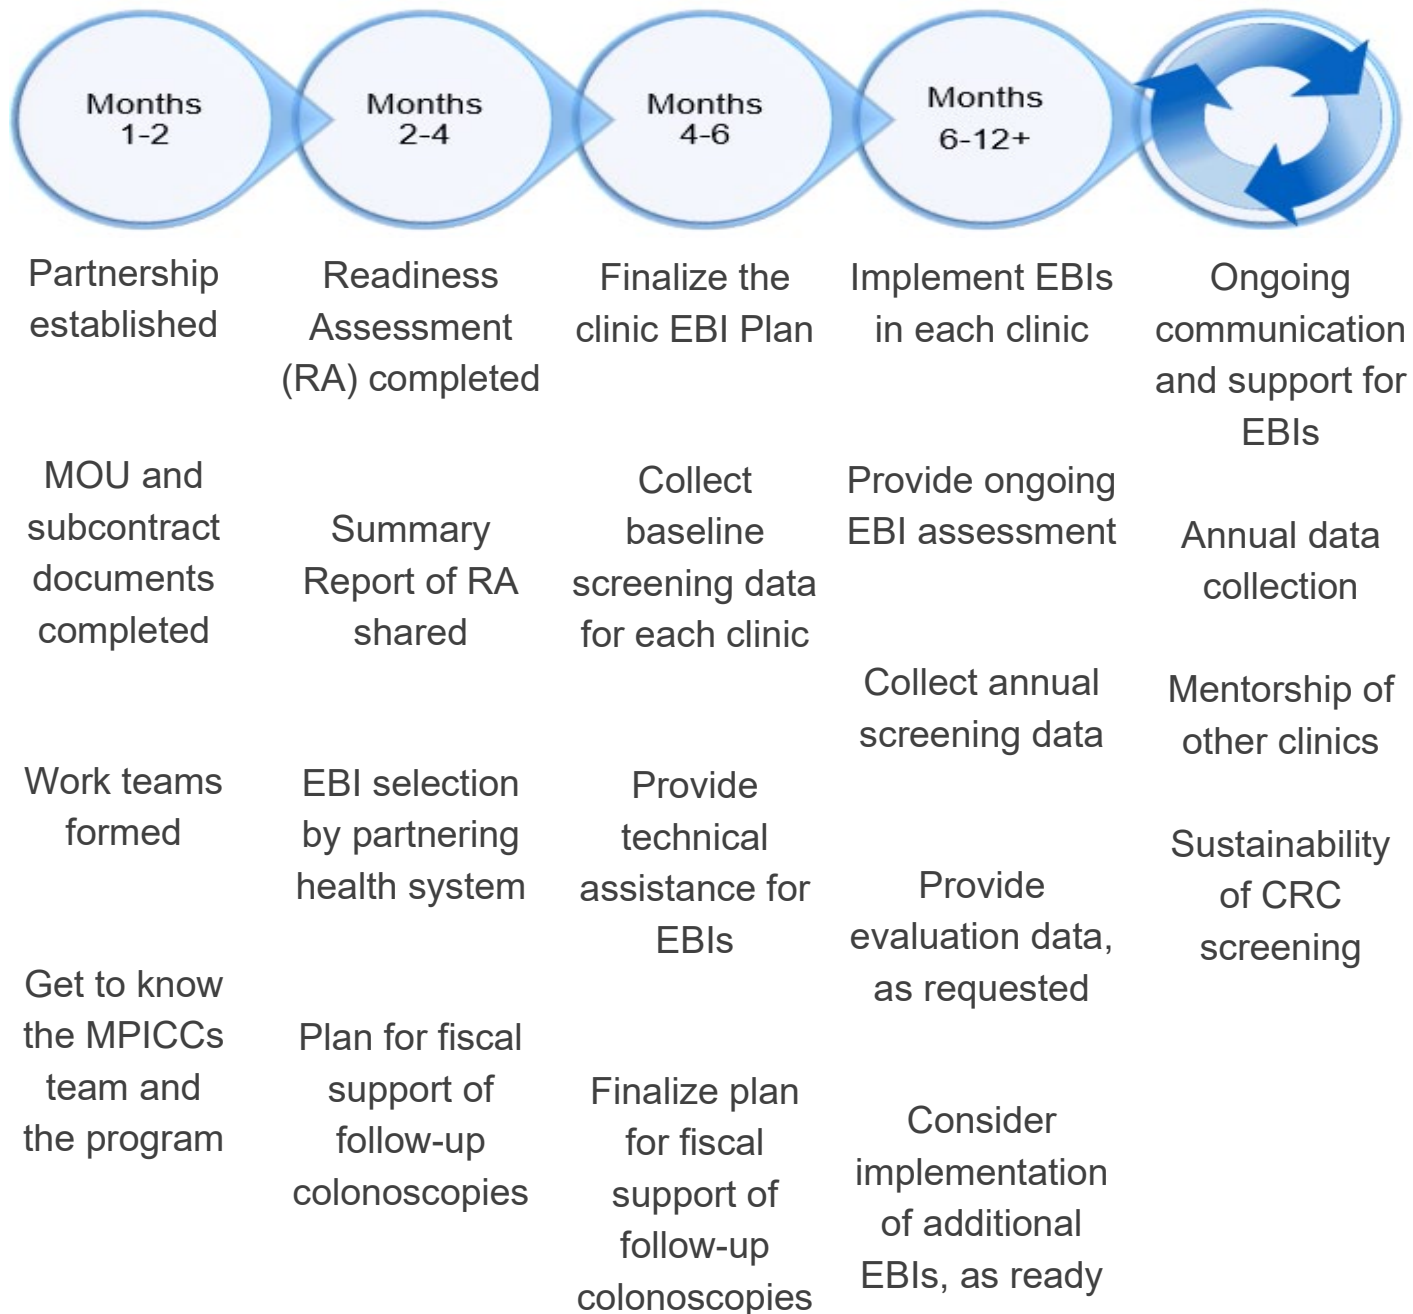 Months
1-2
Months
2-4
Months
4-6
Months
6-12+
Partnership
established
MOU and
subcontract
documents
completed
Work teams
formed
Get to know
the MPICCs
team and
the program
Readiness
Assessment
(RA) completed
Summary
Report of RA
shared
EBI selection
by partnering
health system
Plan for fiscal
support of
follow-up
colonoscopies
Finalize the
clinic EBI Plan
Collect
baseline
screening data
for each clinic
Provide
technical
assistance for
EBIs
Finalize plan
for fiscal
support of
follow-up
colonoscopies
Implement EBIs
in each clinic
Provide ongoing
EBI assessment
Collect annual
screening data
Provide
evaluation data,
as requested
Consider
implementation
of additional
EBIs, as ready
Ongoing
communication
and support for
EBIs
Annual data
collection
Mentorship of
other clinics
Sustainability
of CRC
screening